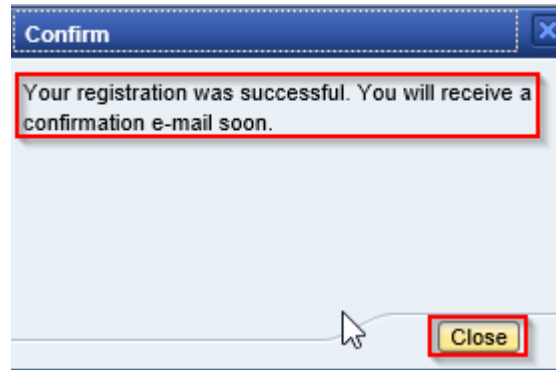 Confirm
Your registration was successful. You will receive a
confirmation e-mail soon.
Close